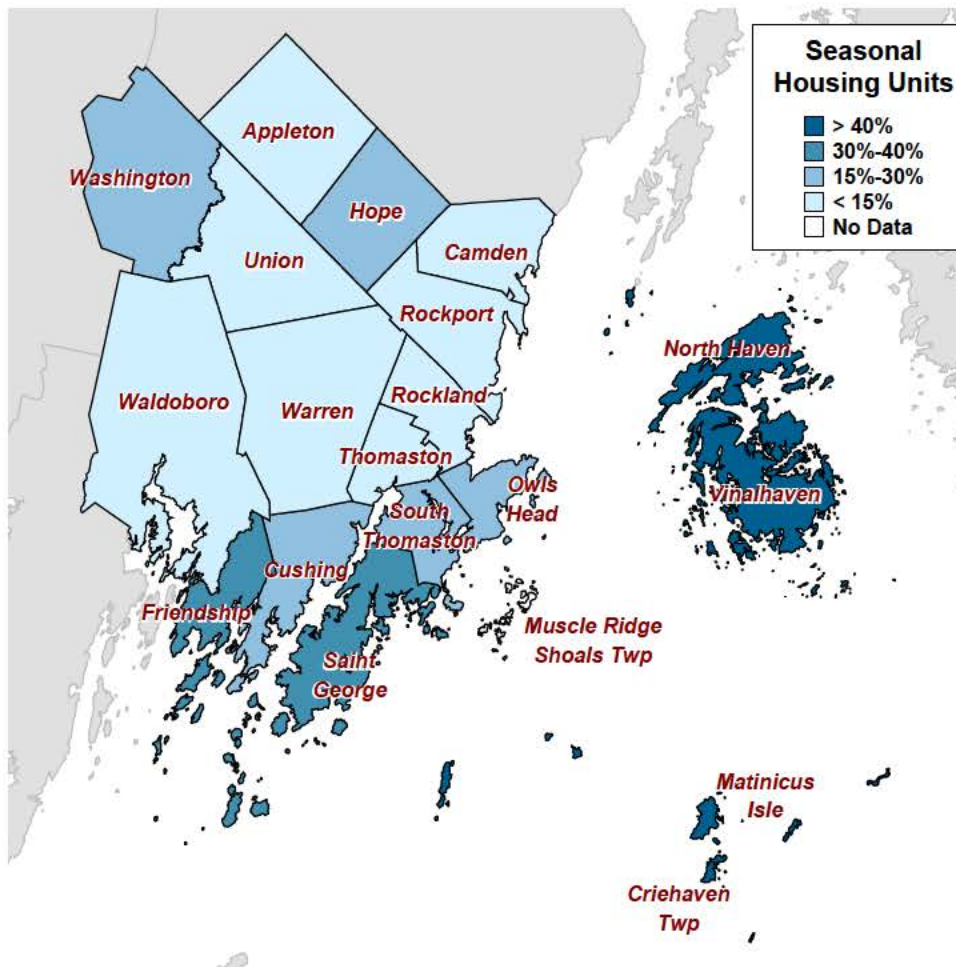 Seasonal
Housing Units
> 40%
30%-40%
15%-30%
< 15%
No Data
Appleton
Washington
Hope
Camden
Union
Rockport
North Haven
Waldoboro
Warren
Rockland
Thomaston
Owls
Head
Vinalhaven
South
Thomaston
Cushing
Friendship
Muscle Ridge
Shoals Twp
Saint
George
Matinicus
Isle
Criehaven
Twp